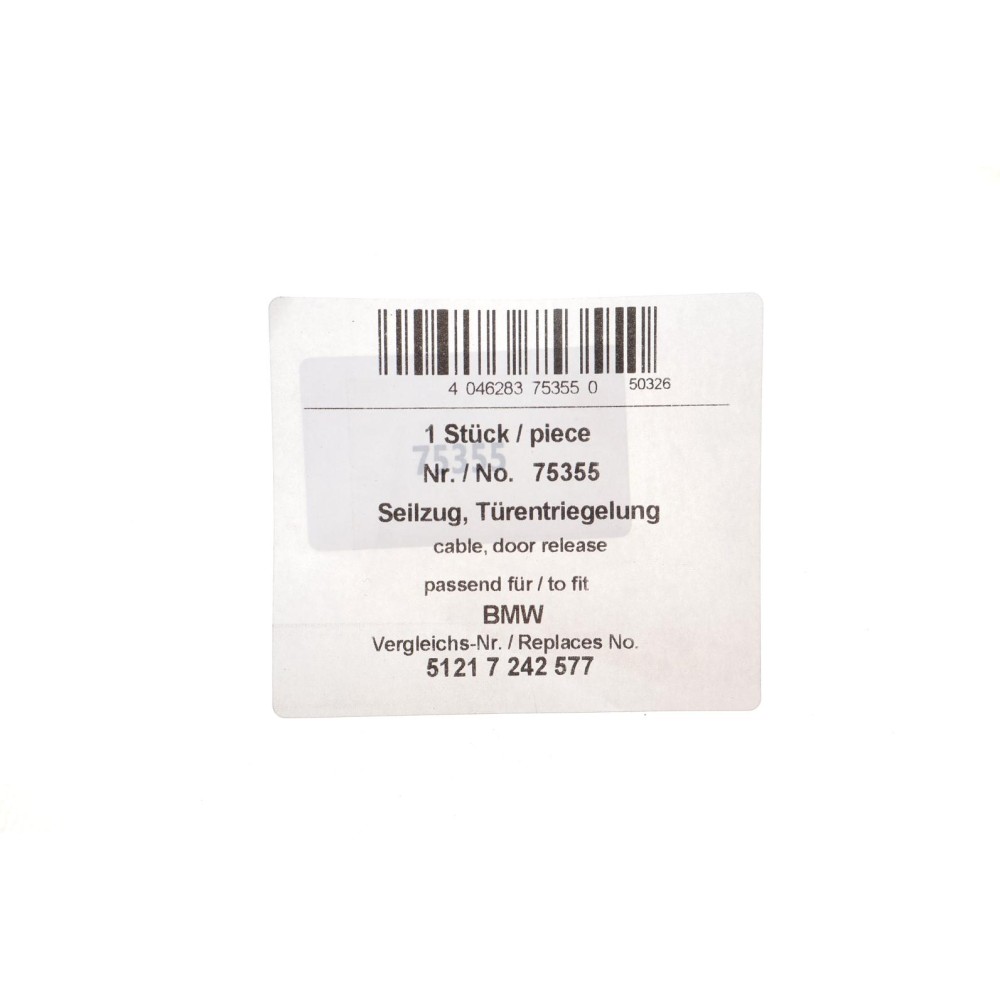 4 046283 75355 0 50326
1 Stück / piece
75355
Nr. / No. 75355
Seilzug, Türentriegelung
cable, door release
passend für / to fit
BMW
Vergleichs-Nr. / Replaces No.
5121 7 242 577